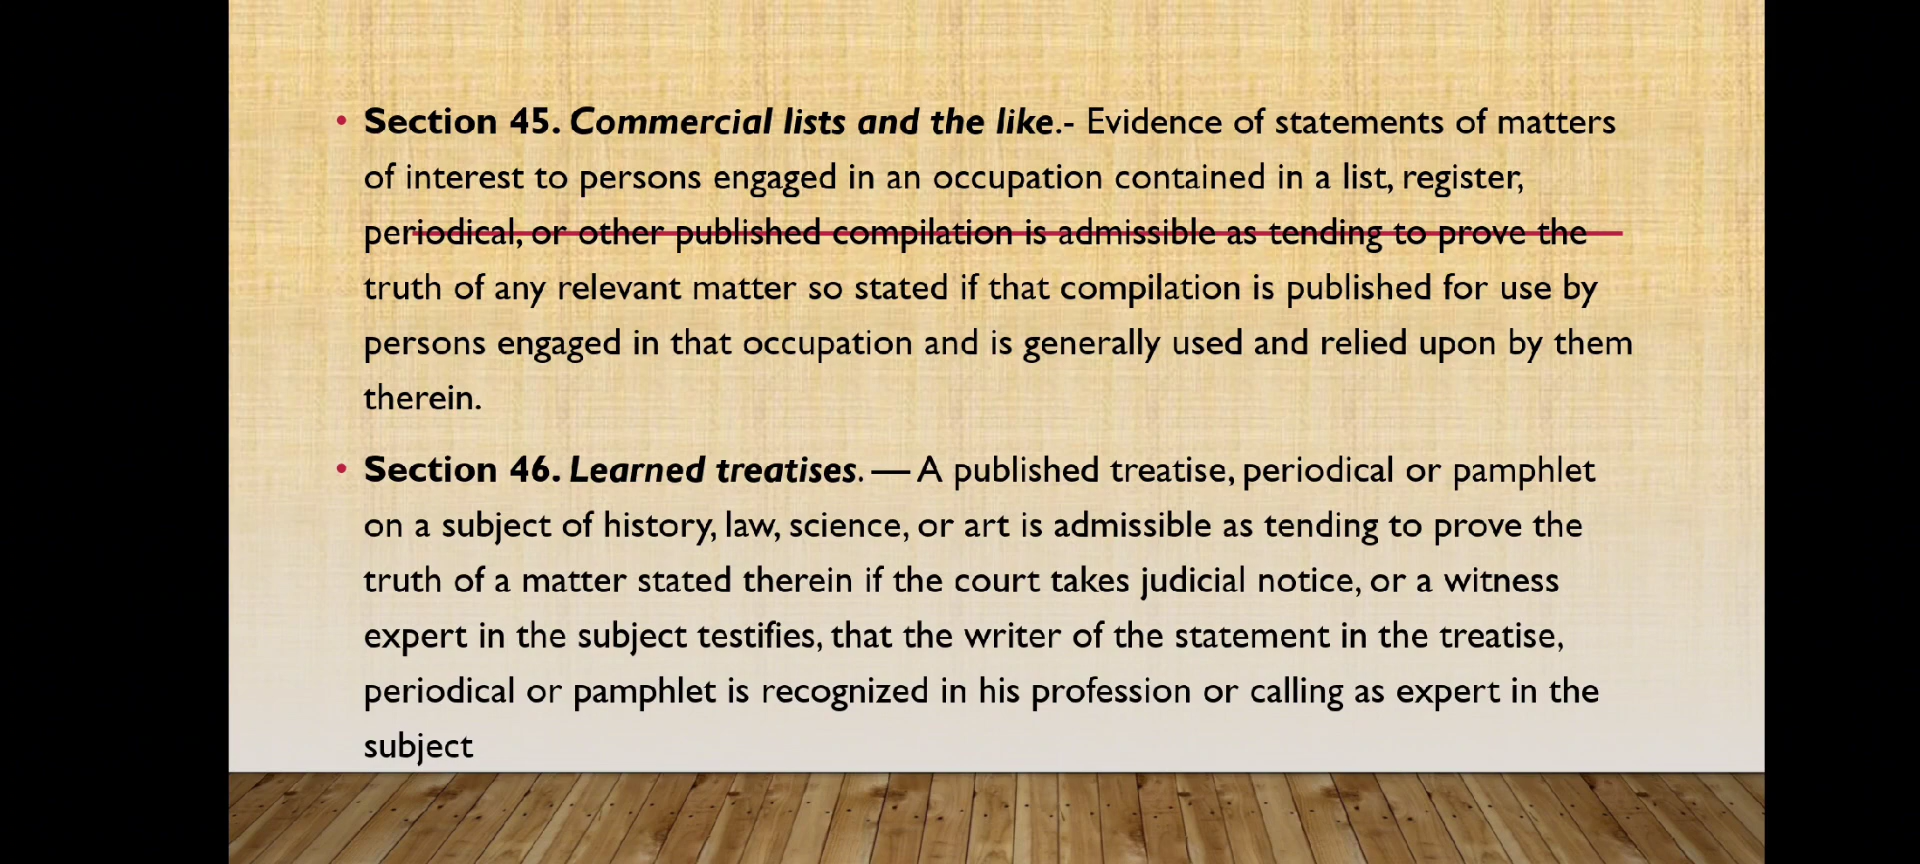 • Section 45. Commercial lists and the like.- Evidence of statements of matters
of interest to persons engaged in an occupation contained in a list, register,
periodical, or other published compilation is admissible as tending to prove the
truth of any relevant matter so stated if that compilation is published for use by
persons engaged in that occupation and is generally used and relied upon by them
therein.
• Section 46. Learned treatises. — A published treatise, periodical or pamphlet
on a subject of history, law, science, or art is admissible as tending to prove the
truth of a matter stated therein if the court takes judicial notice, or a witness
expert in the subject testifies, that the writer of the statement in the treatise,
periodical or pamphlet is recognized in his profession or calling as expert in the
subject